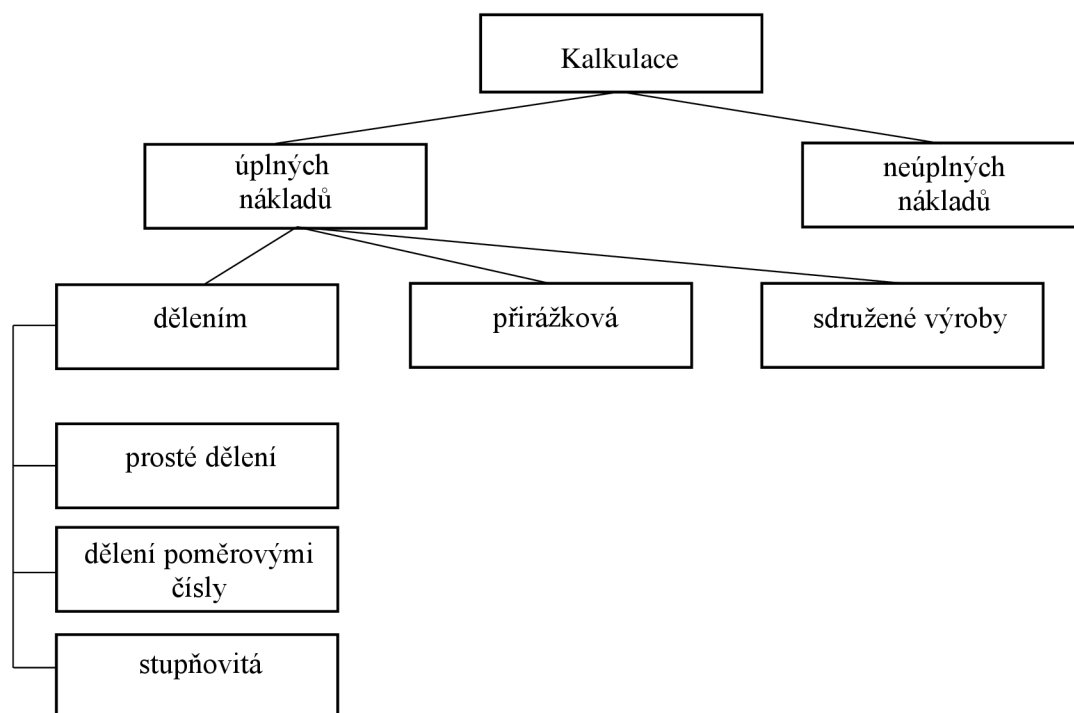 Kalkulace
úplných
nákladů
neúplných
nákladů
dělením
přirážková
sdružené výroby
prosté dělení
dělení poměrovými
čísly
stupňovitá